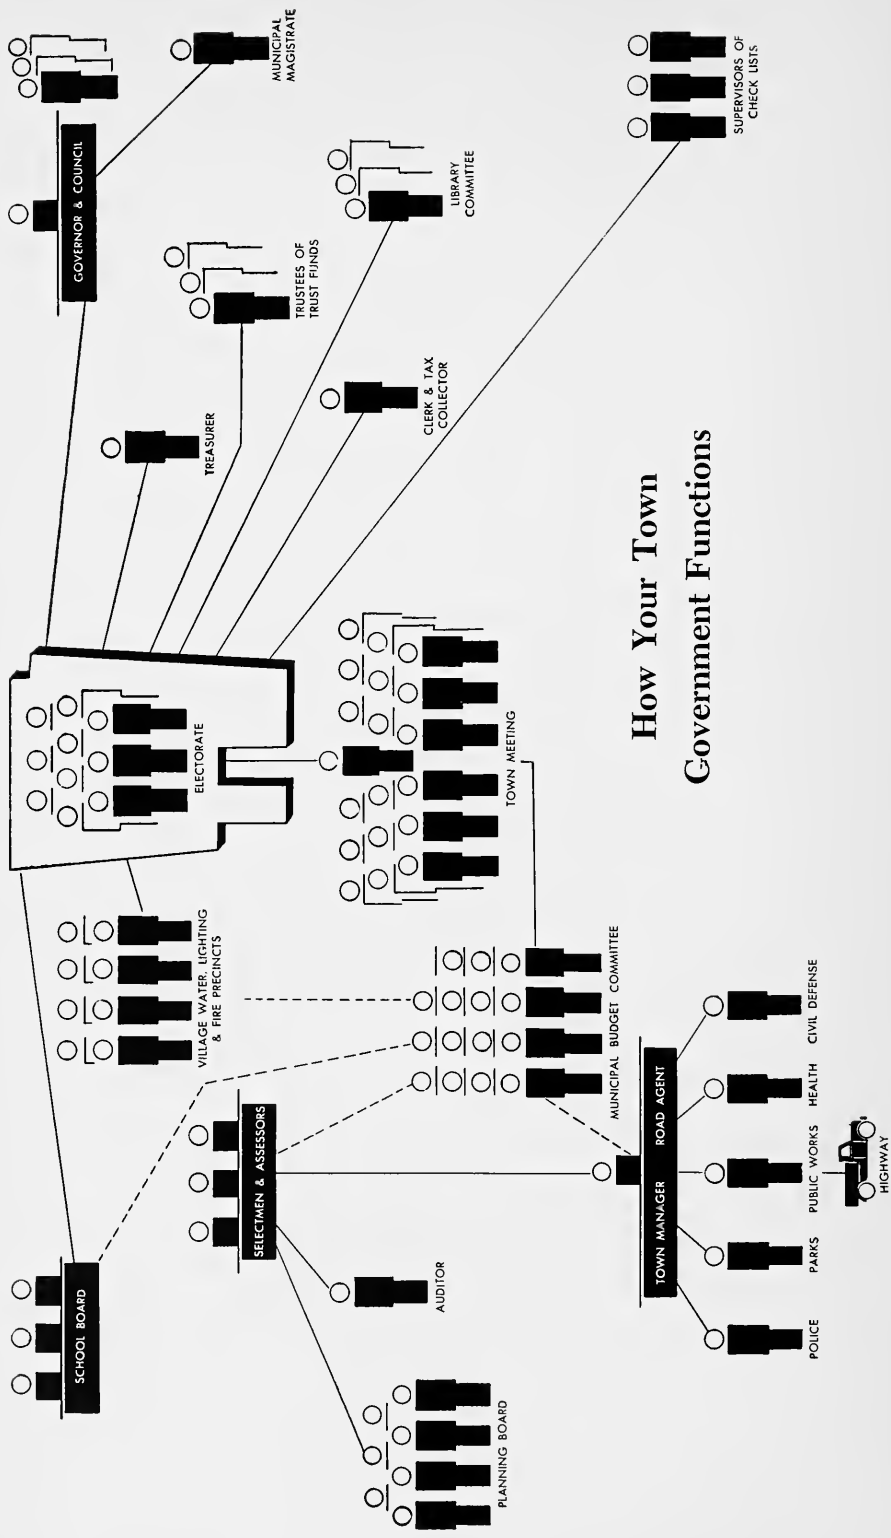 SCHOOL BOARD
GOVERNOR & COUNCIL
MUNICIPAL
MAGISTRATE
ELECTORATE
VILLAGE WATER, LIGHTING
& FIRE PRECINCTS
TREASURER
SELECTMEN & ASSESSORS
TRUSTEES OF
TRUST FUNDS
AUDITOR
CLERK & TAX
COLLECTOR
LIBRARY
COMMITTEE
PLANNING BOARD
TOWN MEETING
MUNICIPAL BUDGET COMMITTEE
TOWN MANAGER ROAD AGENT
How Your Town
Government Functions
SUPERVISORS OF
CHECK LISTS
POLICE
PARKS
PUBLIC WORKS
HEALTH
CIVIL DEFENSE
HIGHWAY